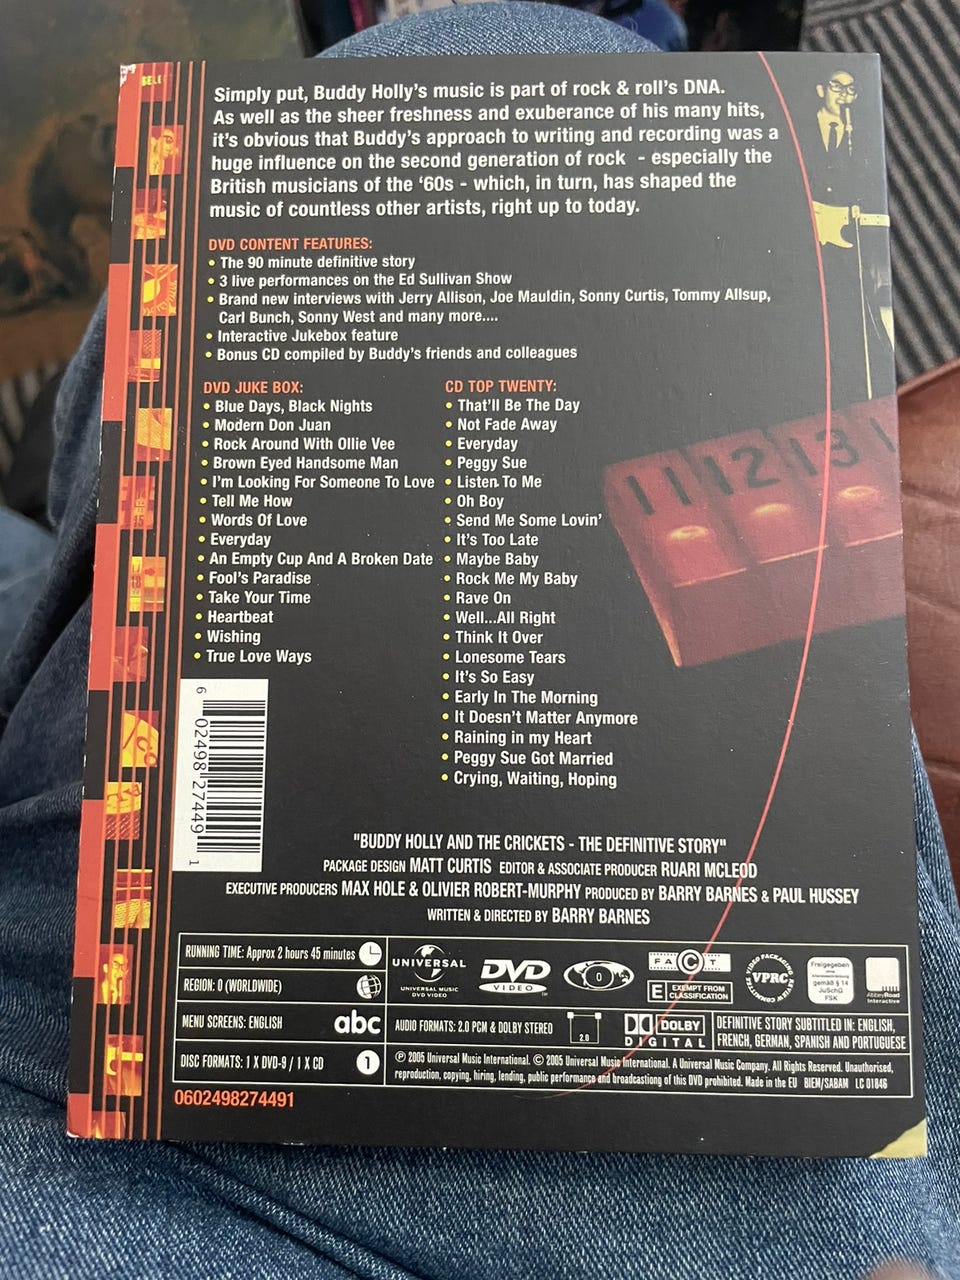 Simply put, Buddy Holly's music is part of rock & roll's DNA.
As well as the sheer freshness and exuberance of his many hits,
it's obvious that Buddy's approach to writing and recording was a
huge influence on the second generation of rock - especially the
British musicians of the '60s - which, in turn, has shaped the
music of countless other artists, right up to today.
DVD CONTENT FEATURES:
• The 90 minute definitive story
• 3 live performances on the Ed Sullivan Show
• Brand new interviews with Jerry Allison, Joe Mauldin, Sonny Curtis, Tommy Allsup,
Carl Bunch, Sonny West and many more....
• Interactive Jukebox feature
• Bonus CD compiled by Buddy's friends and colleagues
DVD JUKE BOX:
• Blue Days, Black Nights
• Modern Don Juan
• Rock Around With Ollie Vee
• Brown Eyed Handsome Man
• I'm Looking For Someone To Love
• Tell Me How
• Words Of Love
• Everyday
• An Empty Cup And A Broken Date
• Fool's Paradise
• Take Your Time
• Heartbeat
• Wishing
• True Love Ways
CD TOP TWENTY:
• That'll Be The Day
• Not Fade Away
• Everyday
• Peggy Sue
• Listen To Me
• Oh Boy
• Send Me Some Lovin'
• It's Too Late
• Maybe Baby
• Rock Me My Baby
• Rave On
• Well...All Right
• Think It Over
• Lonesome Tears
• It's So Easy
• Early In The Morning
• It Doesn't Matter Anymore
• Raining in my Heart
• Peggy Sue Got Married
• Crying, Waiting, Hoping
11 12 13 1
6 02498 27449 1
"BUDDY HOLLY AND THE CRICKETS - THE DEFINITIVE STORY"
PACKAGE DESIGN MATT CURTIS EDITOR & ASSOCIATE PRODUCER RUARI MCLEOD
EXECUTIVE PRODUCERS MAX HOLE & OLIVIER ROBERT-MURPHY PRODUCED BY BARRY BARNES & PAUL HUSSEY
WRITTEN & DIRECTED BY BARRY BARNES
RUNNING TIME: Approx 2 hours 45 minutes
REGION: 0 (WORLDWIDE)
MENU SCREENS: ENGLISH abc
DISC FORMATS: 1 X DVD-9 / 1 X CD 1
UNIVERSAL
UNIVERSAL MUSIC
DVD VIDEO
DVD
VIDEO
0
FACT
E EXEMPT FROM
CLASSIFICATION
VIDEO PACKAGING REVIEW COMMITTEE VPRC
Freigegeben
ohne
Altersbeschränkung
gemäß § 14
JuSchG
FSK
AbbeyRoad
Interactive
AUDIO FORMATS: 2.0 PCM & DOLBY STEREO
2.0
DOLBY
DIGITAL
DEFINITIVE STORY SUBTITLED IN: ENGLISH,
FRENCH, GERMAN, SPANISH AND PORTUGUESE
℗ 2005 Universal Music International. © 2005 Universal Music International. A Universal Music Company. All Rights Reserved. Unauthorised,
reproduction, copying, hiring, lending, public performance and broadcastiong of this DVD prohibited. Made in the EU BIEM/SABAM LC 01846
0602498274491